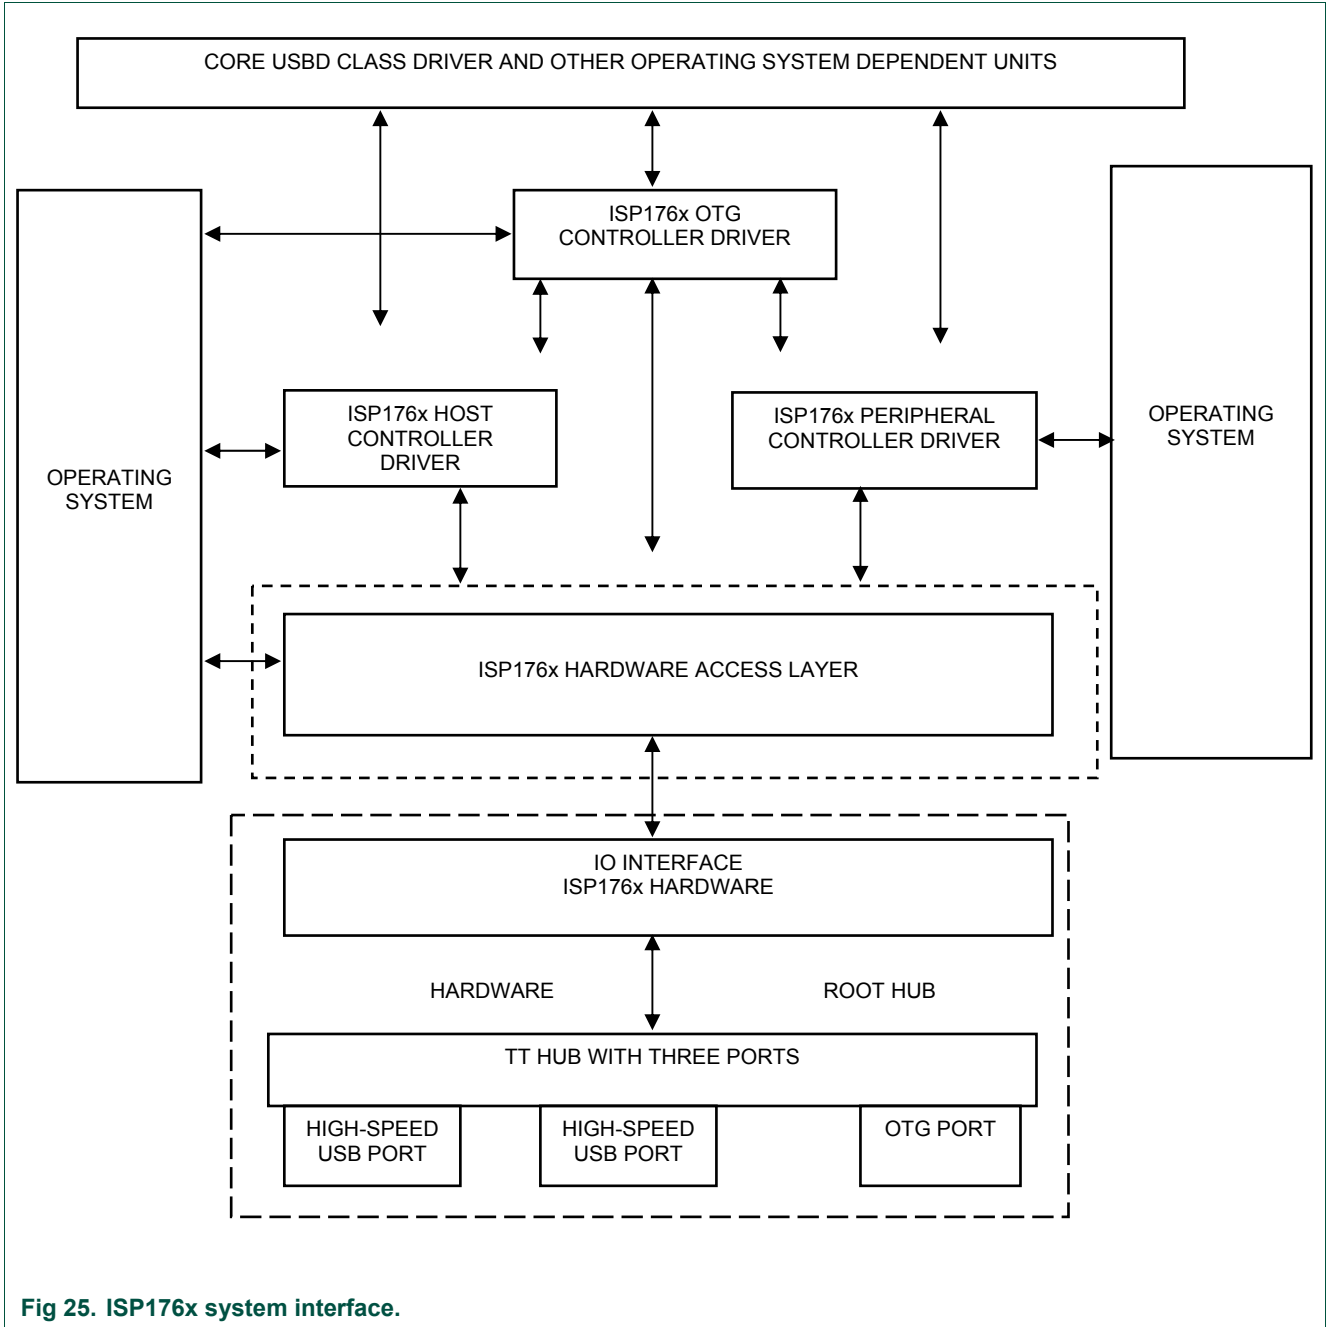 CORE USBD CLASS DRIVER AND OTHER OPERATING SYSTEM DEPENDENT UNITS
ISP176x OTG
CONTROLLER DRIVER
ISP176x HOST
CONTROLLER
DRIVER
ISP176x PERIPHERAL
CONTROLLER DRIVER
OPERATING
SYSTEM
OPERATING
SYSTEM
ISP176x HARDWARE ACCESS LAYER
IO INTERFACE
ISP176x HARDWARE
HARDWARE
ROOT HUB
TT HUB WITH THREE PORTS
HIGH-SPEED
USB PORT
HIGH-SPEED
USB PORT
OTG PORT
Fig 25. ISP176x system interface.